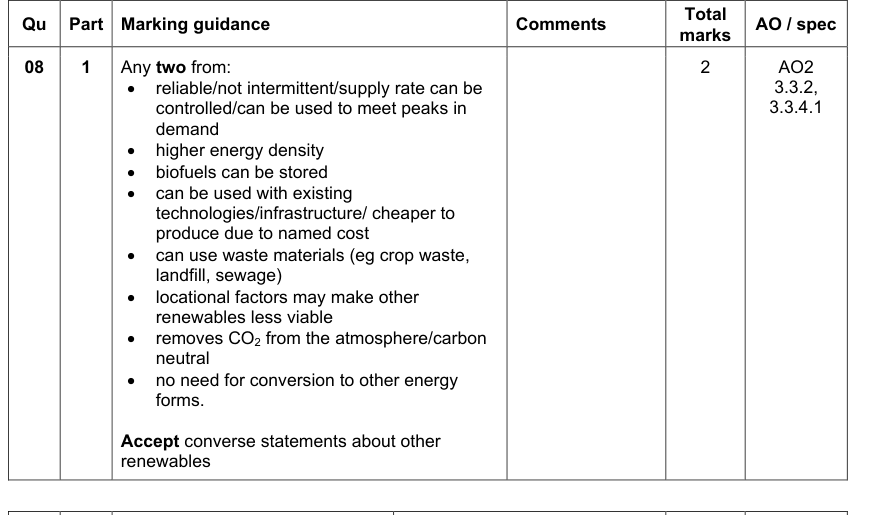 Qu Part Marking guidance Comments Total marks AO / spec
08 1 Any two from: 2 AO2
3.3.2,
3.3.4.1
• reliable/not intermittent/supply rate can be
controlled/can be used to meet peaks in
demand
• higher energy density
• biofuels can be stored
• can be used with existing
technologies/infrastructure/ cheaper to
produce due to named cost
• can use waste materials (eg crop waste,
landfill, sewage)
• locational factors may make other
renewables less viable
• removes CO₂ from the atmosphere/carbon
neutral
• no need for conversion to other energy
forms.
Accept converse statements about other
renewables